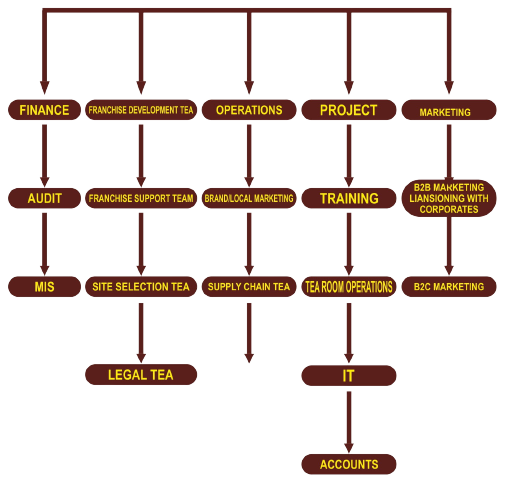 FINANCE
FRANCHISE DEVELOPMENT TEA
OPERATIONS
PROJECT
MARKETING
AUDIT
FRANCHISE SUPPORT TEAM
BRAND/LOCAL MARKETING
TRAINING
B2B MARKETING
LIANSIONING WITH
CORPORATES
MIS
SITE SELECTION TEA
SUPPLY CHAIN TEA
TEA ROOM OPERATIONS
B2C MARKETING
LEGAL TEA
IT
ACCOUNTS